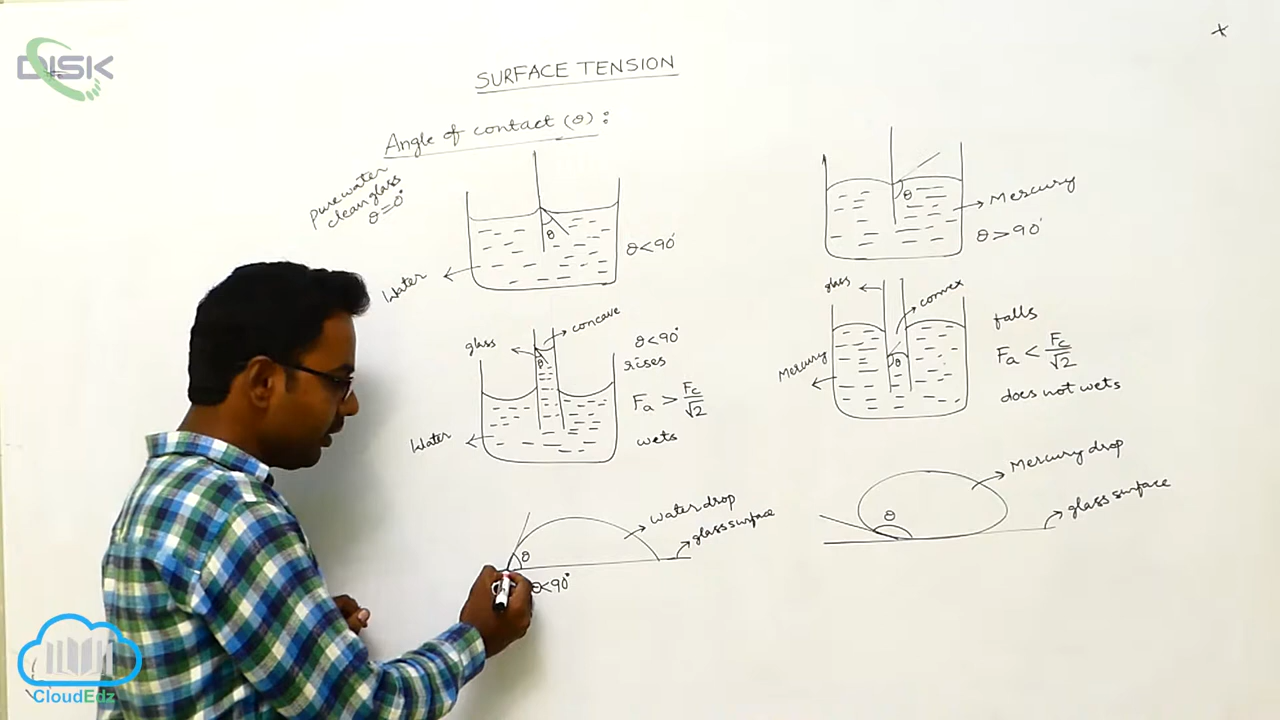 DISK
SURFACE TENSION
Angle of contact (θ) :
pure water
clean glass
θ=0°
θ
θ<90°
Water
glass
concave
θ
θ<90°
rises
Fa > Fc/√2
wets
Water
water drop
glass surface
θ
θ<90°
θ
Mercury
θ>90°
glass
convex
θ
Mercury
falls
Fa < Fc/√2
does not wets
Mercury drop
glass surface
θ
CloudEdz